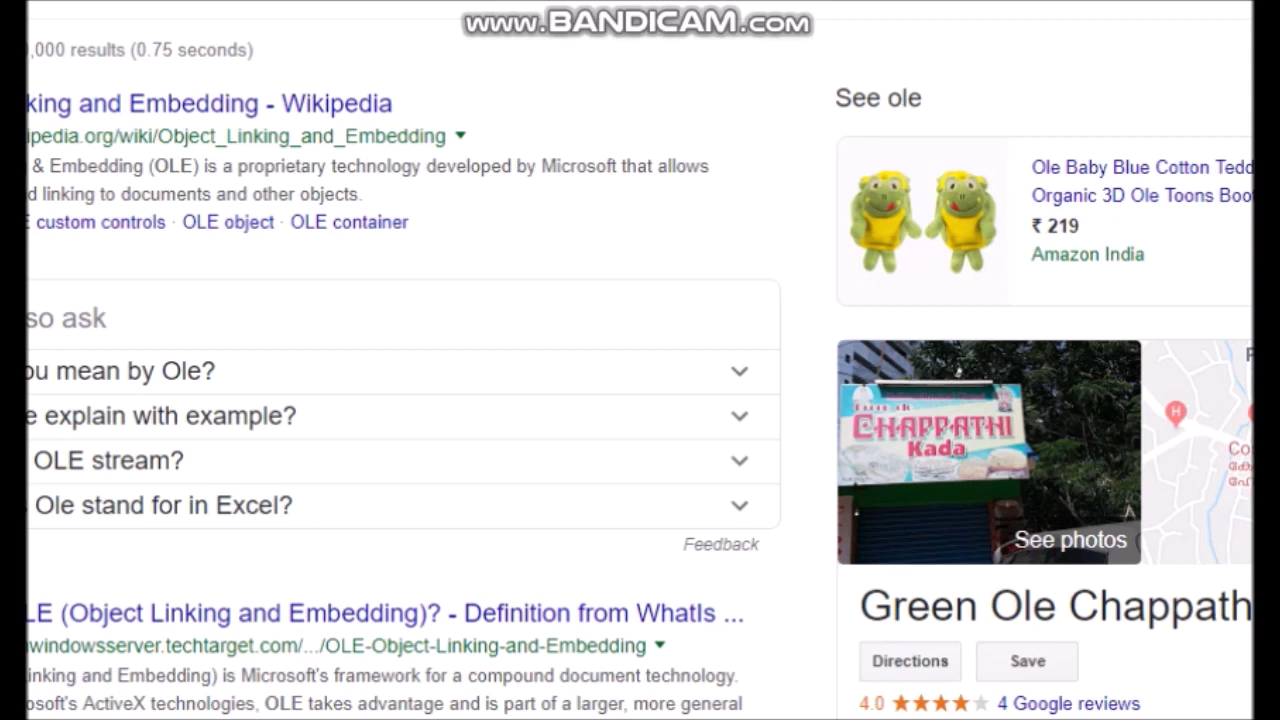 www.BANDICAM.com
,000 results (0.75 seconds)
king and Embedding - Wikipedia
ipedia.org/wiki/Object_Linking_and_Embedding
& Embedding (OLE) is a proprietary technology developed by Microsoft that allows
d linking to documents and other objects.
custom controls · OLE object · OLE container
so ask
ou mean by Ole?
e explain with example?
OLE stream?
Ole stand for in Excel?
Feedback
LE (Object Linking and Embedding)? - Definition from WhatIs ...
windowsserver.techtarget.com/.../OLE-Object-Linking-and-Embedding
inking and Embedding) is Microsoft's framework for a compound document technology.
osoft's ActiveX technologies, OLE takes advantage and is part of a larger, more general
See ole
Ole Baby Blue Cotton Tedd
Organic 3D Ole Toons Boo
₹ 219
Amazon India
CHAPPATHI
Kada
See photos
H
Co
Green Ole Chappath
Directions
Save
4.0
4 Google reviews